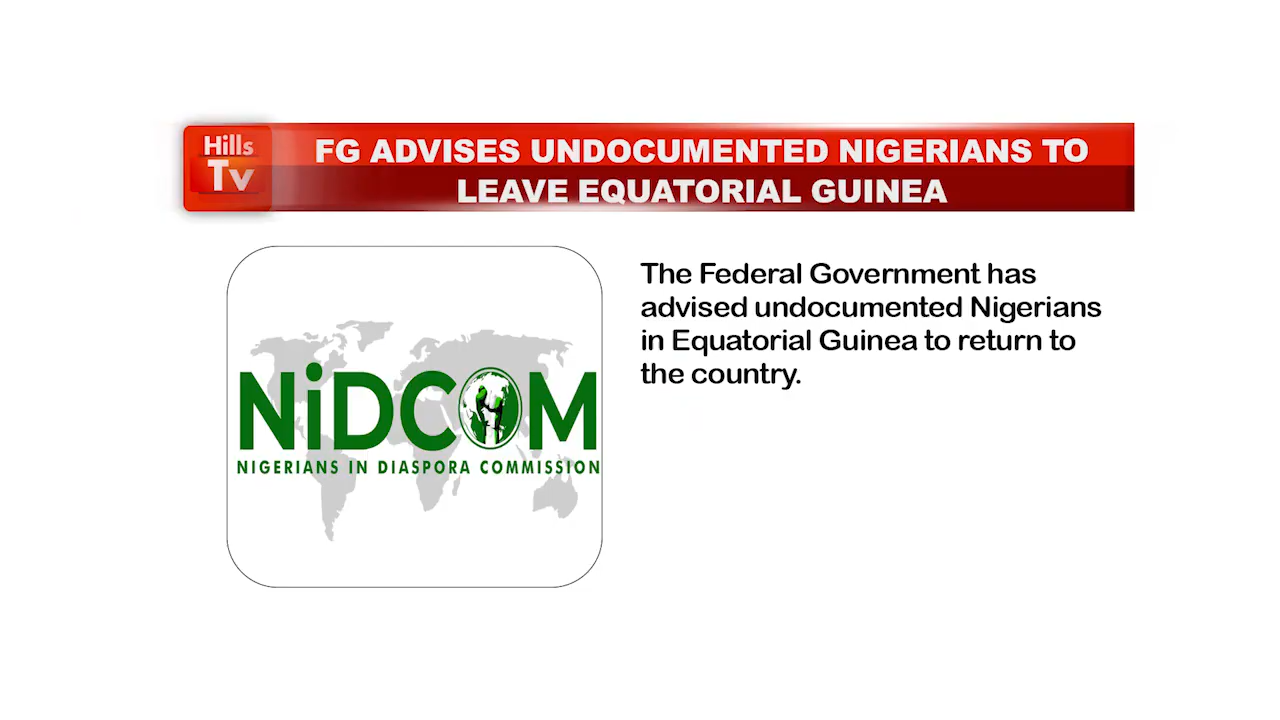 Hills
Tv
FG ADVISES UNDOCUMENTED NIGERIANS TO
LEAVE EQUATORIAL GUINEA
NiDCOM
NIGERIANS IN DIASPORA COMMISSION
The Federal Government has
advised undocumented Nigerians
in Equatorial Guinea to return to
the country.